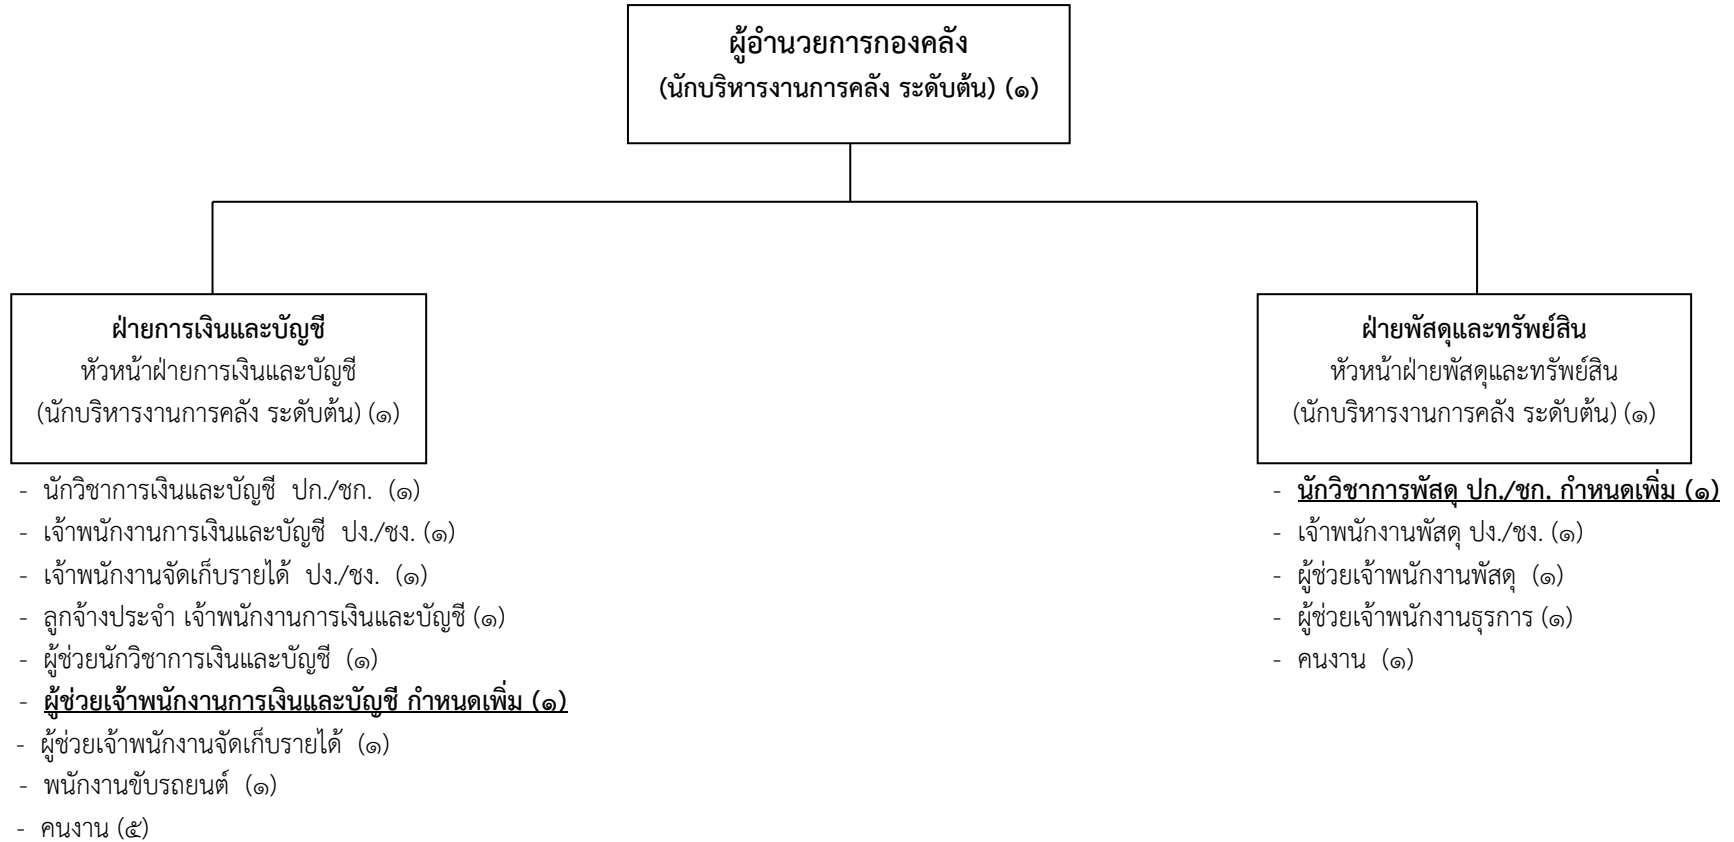 ผู้อำนวยการกองคลัง
(นักบริหารงานการคลัง ระดับต้น) (๑)
ฝ่ายการเงินและบัญชี
หัวหน้าฝ่ายการเงินและบัญชี
(นักบริหารงานการคลัง ระดับต้น) (๑)
- นักวิชาการเงินและบัญชี ปก./ชก. (๑)
- เจ้าพนักงานการเงินและบัญชี ปง./ชง. (๑)
- เจ้าพนักงานจัดเก็บรายได้ ปง./ชง. (๑)
- ลูกจ้างประจำ เจ้าพนักงานการเงินและบัญชี (๑)
- ผู้ช่วยนักวิชาการเงินและบัญชี (๑)
- ผู้ช่วยเจ้าพนักงานการเงินและบัญชี กำหนดเพิ่ม (๑)
- ผู้ช่วยเจ้าพนักงานจัดเก็บรายได้ (๑)
- พนักงานขับรถยนต์ (๑)
- คนงาน (๕)
ฝ่ายพัสดุและทรัพย์สิน
หัวหน้าฝ่ายพัสดุและทรัพย์สิน
(นักบริหารงานการคลัง ระดับต้น) (๑)
- นักวิชาการพัสดุ ปก./ชก. กำหนดเพิ่ม (๑)
- เจ้าพนักงานพัสดุ ปง./ชง. (๑)
- ผู้ช่วยเจ้าพนักงานพัสดุ (๑)
- ผู้ช่วยเจ้าพนักงานธุรการ (๑)
- คนงาน (๑)